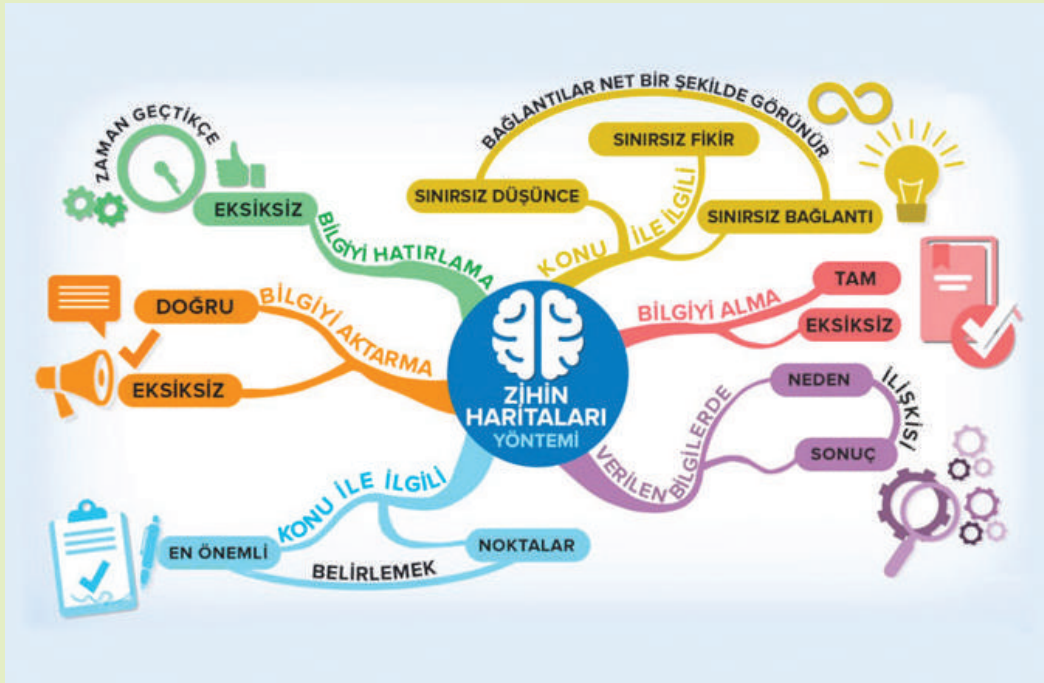 ZİHİN
HARİTALARI
YÖNTEMİ
ZAMAN GEÇTİKÇE
EKSİKSİZ
BİLGİYİ HATIRLAMA
BAĞLANTILAR NET BİR ŞEKİLDE GÖRÜNÜR
SINIRSIZ FİKİR
SINIRSIZ DÜŞÜNCE
SINIRSIZ BAĞLANTI
KONU İLE İLGİLİ
DOĞRU
BİLGİYİ AKTARMA
EKSİKSİZ
BİLGİYİ ALMA
TAM
EKSİKSİZ
VERİLEN BİLGİLERDE
NEDEN
İLİŞKİSİ
SONUÇ
KONU İLE İLGİLİ
EN ÖNEMLİ
NOKTALAR
BELİRLEMEK